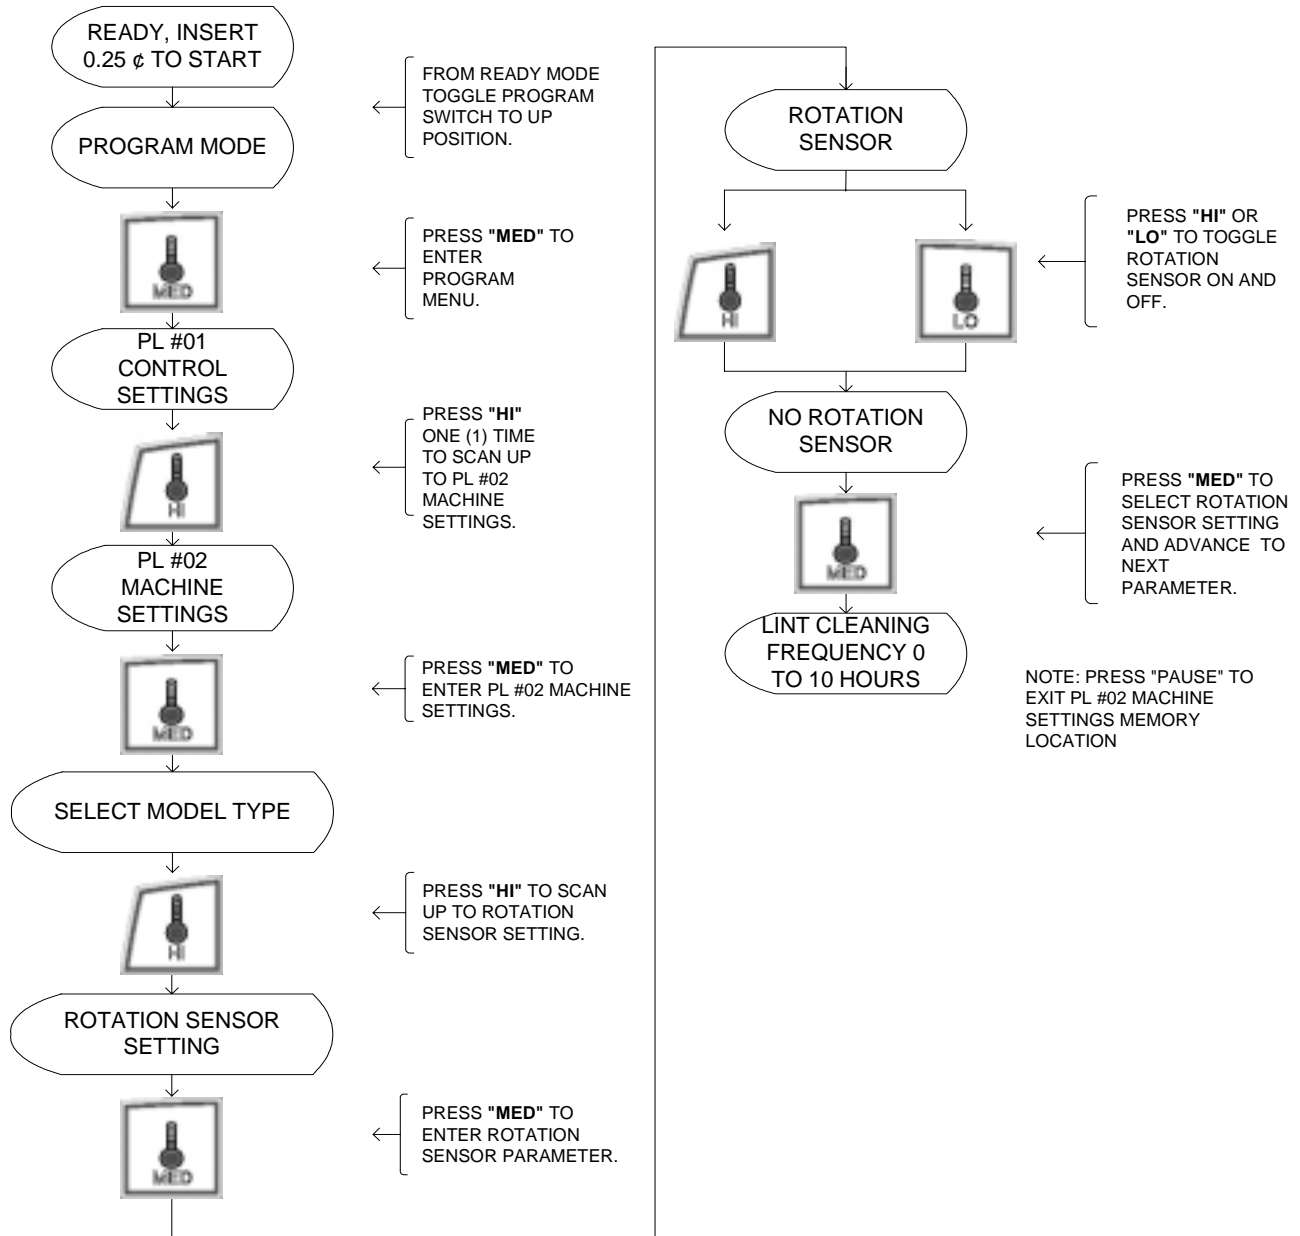 READY, INSERT
0.25 ¢ TO START
FROM READY MODE
TOGGLE PROGRAM
SWITCH TO UP
POSITION.
PROGRAM MODE
MED
PRESS "MED" TO
ENTER
PROGRAM
MENU.
PL #01
CONTROL
SETTINGS
HI
PRESS "HI"
ONE (1) TIME
TO SCAN UP
TO PL #02
MACHINE
SETTINGS.
PL #02
MACHINE
SETTINGS
MED
PRESS "MED" TO
ENTER PL #02 MACHINE
SETTINGS.
SELECT MODEL TYPE
HI
PRESS "HI" TO SCAN
UP TO ROTATION
SENSOR SETTING.
ROTATION SENSOR
SETTING
MED
PRESS "MED" TO
ENTER ROTATION
SENSOR PARAMETER.
ROTATION
SENSOR
HI
LO
PRESS "HI" OR
"LO" TO TOGGLE
ROTATION
SENSOR ON AND
OFF.
NO ROTATION
SENSOR
MED
PRESS "MED" TO
SELECT ROTATION
SENSOR SETTING
AND ADVANCE TO
NEXT
PARAMETER.
LINT CLEANING
FREQUENCY 0
TO 10 HOURS
NOTE: PRESS "PAUSE" TO
EXIT PL #02 MACHINE
SETTINGS MEMORY
LOCATION